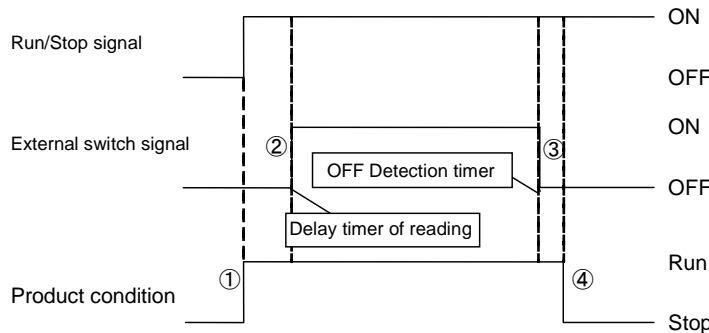 Run/Stop signal
ON
OFF
External switch signal
②
③
ON
OFF Detection timer
OFF
Delay timer of reading
Product condition
①
④
Run
Stop